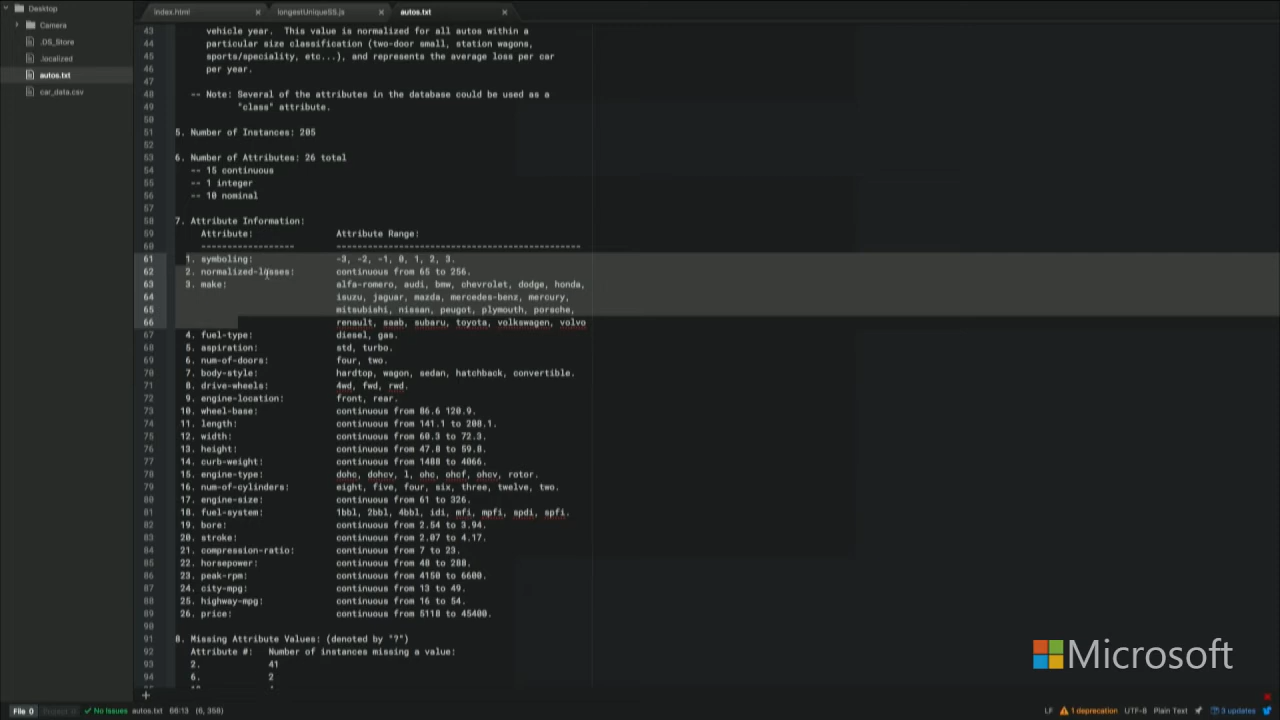 Desktop
index.html
longestUniqueSS.js
autos.txt
Camera
.DS_Store
.localized
autos.txt
car_data.csv
43 vehicle year. This value is normalized for all autos within a
44 particular size classification (two-door small, station wagons,
45 sports/speciality, etc...), and represents the average loss per car
46 per year.
47
48 -- Note: Several of the attributes in the database could be used as a
49 "class" attribute.
50
51 5. Number of Instances: 205
52
53 6. Number of Attributes: 26 total
54 -- 15 continuous
55 -- 1 integer
56 -- 10 nominal
57
58 7. Attribute Information:
59 Attribute: Attribute Range:
60 ------------------ -----------------------------------------------
61 1. symboling: -3, -2, -1, 0, 1, 2, 3.
62 2. normalized-losses: continuous from 65 to 256.
63 3. make: alfa-romero, audi, bmw, chevrolet, dodge, honda,
64 isuzu, jaguar, mazda, mercedes-benz, mercury,
65 mitsubishi, nissan, peugot, plymouth, porsche,
66 renault, saab, subaru, toyota, volkswagen, volvo
67 4. fuel-type: diesel, gas.
68 5. aspiration: std, turbo.
69 6. num-of-doors: four, two.
70 7. body-style: hardtop, wagon, sedan, hatchback, convertible.
71 8. drive-wheels: 4wd, fwd, rwd.
72 9. engine-location: front, rear.
73 10. wheel-base: continuous from 86.6 120.9.
74 11. length: continuous from 141.1 to 208.1.
75 12. width: continuous from 60.3 to 72.3.
76 13. height: continuous from 47.8 to 59.8.
77 14. curb-weight: continuous from 1488 to 4066.
78 15. engine-type: dohc, dohcv, l, ohc, ohcf, ohcv, rotor.
79 16. num-of-cylinders: eight, five, four, six, three, twelve, two.
80 17. engine-size: continuous from 61 to 326.
81 18. fuel-system: 1bbl, 2bbl, 4bbl, idi, mfi, mpfi, spdi, spfi.
82 19. bore: continuous from 2.54 to 3.94.
83 20. stroke: continuous from 2.07 to 4.17.
84 21. compression-ratio: continuous from 7 to 23.
85 22. horsepower: continuous from 48 to 288.
86 23. peak-rpm: continuous from 4150 to 6600.
87 24. city-mpg: continuous from 13 to 49.
88 25. highway-mpg: continuous from 16 to 54.
89 26. price: continuous from 5118 to 45400.
90
91 8. Missing Attribute Values: (denoted by "?")
92 Attribute #: Number of instances missing a value:
93 2. 41
94 6. 2
Microsoft
File 0 Project 0 No Issues autos.txt 66:13 (6, 358) LF 1 deprecation UTF-8 Plain Text 3 updates